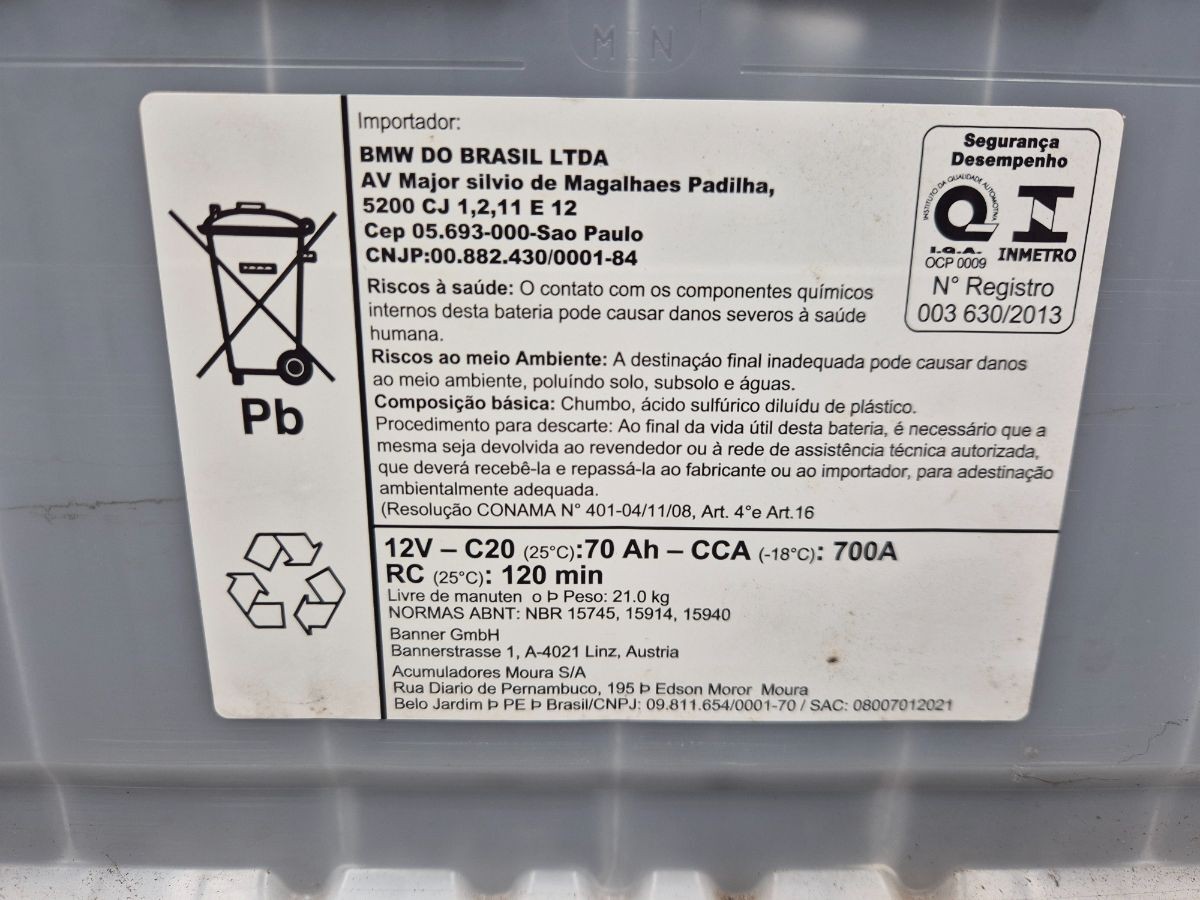 MIN
Importador:
BMW DO BRASIL LTDA
AV Major silvio de Magalhaes Padilha,
5200 CJ 1,2,11 E 12
Cep 05.693-000-Sao Paulo
CNJP:00.882.430/0001-84
Segurança
Desempenho
INSTITUTO DA QUALIDADE AUTOMOTIVA
I.Q.A.
OCP 0009
INMETRO
N° Registro
003 630/2013
Riscos à saúde: O contato com os componentes químicos
internos desta bateria pode causar danos severos à saúde
humana.
Riscos ao meio Ambiente: A destinação final inadequada pode causar danos
ao meio ambiente, poluíndo solo, subsolo e águas.
Composição básica: Chumbo, ácido sulfúrico diluídu de plástico.
Procedimento para descarte: Ao final da vida útil desta bateria, é necessário que a
mesma seja devolvida ao revendedor ou à rede de assistência técnica autorizada,
que deverá recebê-la e repassá-la ao fabricante ou ao importador, para adestinação
ambientalmente adequada.
(Resolução CONAMA N° 401-04/11/08, Art. 4°e Art.16
Pb
12V – C20 (25°C):70 Ah – CCA (-18°C): 700A
RC (25°C): 120 min
Livre de manuten o Þ Peso: 21.0 kg
NORMAS ABNT: NBR 15745, 15914, 15940
Banner GmbH
Bannerstrasse 1, A-4021 Linz, Austria
Acumuladores Moura S/A
Rua Diario de Pernambuco, 195 Þ Edson Moror Moura
Belo Jardim Þ PE Þ Brasil/CNPJ: 09.811.654/0001-70 / SAC: 08007012021